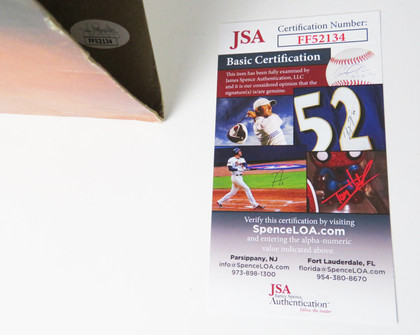 JSA
FF52134
JSA
Certification Number:
FF52134
Basic Certification
This item has been fully examined by
James Spence Authentication, LLC
and it is our considered opinion that the
signature(s) is/are genuine.
52
Verify this certification by visiting
SpenceLOA.com
and entering the alpha-numeric
value indicated above.
Parsippany, NJ
info@SpenceLOA.com
973-898-1300
Fort Lauderdale, FL
florida@SpenceLOA.com
954-380-8670
JSA
James Spence
Authentication